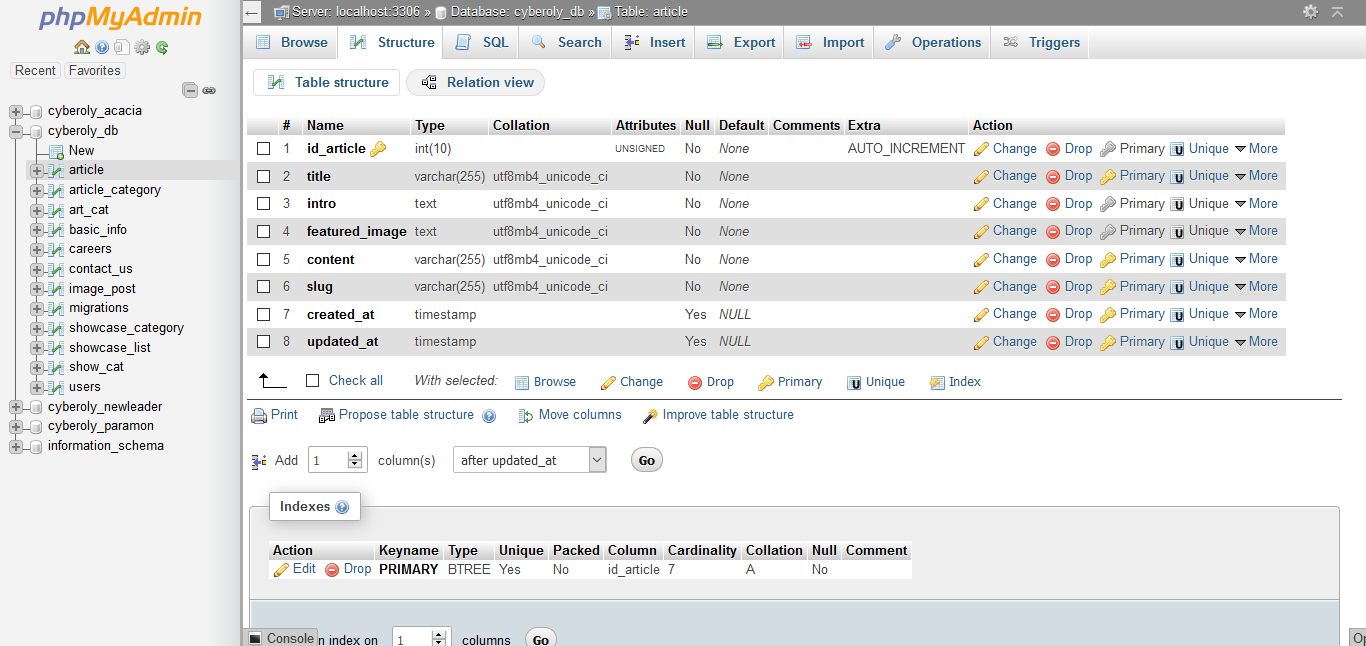 phpMyAdmin
Recent Favorites
cyberoly_acacia
cyberoly_db
New
article
article_category
art_cat
basic_info
careers
contact_us
image_post
migrations
showcase_category
showcase_list
show_cat
users
cyberoly_newleader
cyberoly_paramon
information_schema
Server: localhost:3306 » Database: cyberoly_db » Table: article
Browse Structure SQL Search Insert Export Import Operations Triggers
Table structure Relation view
# Name Type Collation Attributes Null Default Comments Extra Action
1 id_article int(10) UNSIGNED No None AUTO_INCREMENT Change Drop Primary Unique More
2 title varchar(255) utf8mb4_unicode_ci No None Change Drop Primary Unique More
3 intro text utf8mb4_unicode_ci No None Change Drop Primary Unique More
4 featured_image text utf8mb4_unicode_ci No None Change Drop Primary Unique More
5 content varchar(255) utf8mb4_unicode_ci No None Change Drop Primary Unique More
6 slug varchar(255) utf8mb4_unicode_ci No None Change Drop Primary Unique More
7 created_at timestamp Yes NULL Change Drop Primary Unique More
8 updated_at timestamp Yes NULL Change Drop Primary Unique More
Check all With selected: Browse Change Drop Primary Unique Index
Print Propose table structure Move columns Improve table structure
Add 1 column(s) after updated_at Go
Indexes
Action Keyname Type Unique Packed Column Cardinality Collation Null Comment
Edit Drop PRIMARY BTREE Yes No id_article 7 A No
Console n index on 1 columns Go Op